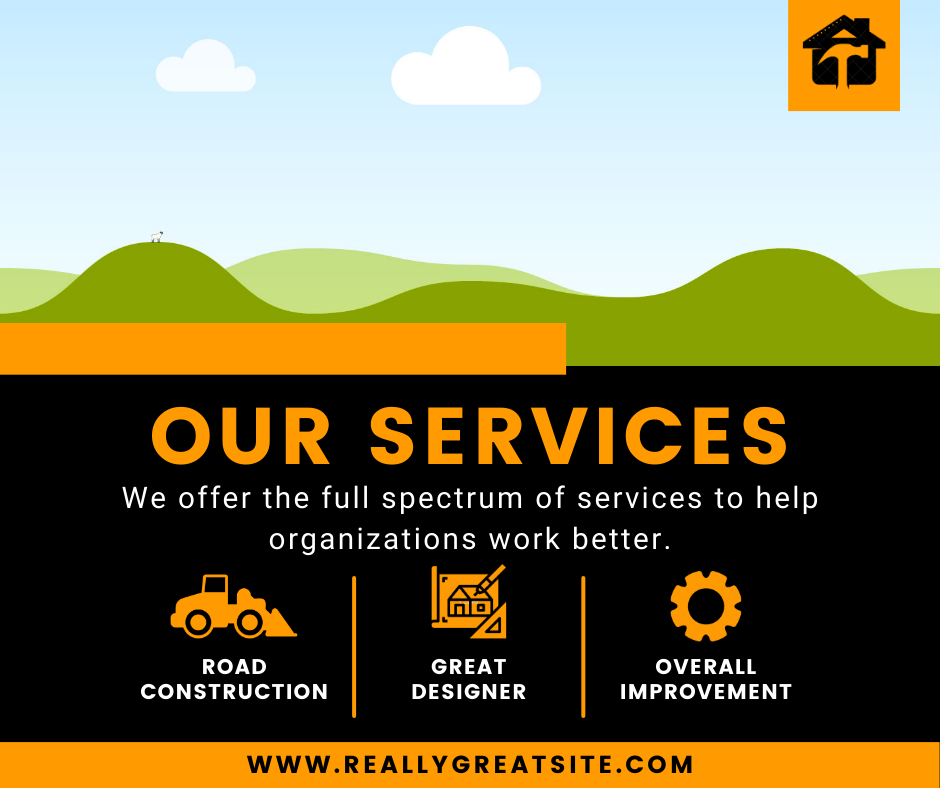 OUR SERVICES
We offer the full spectrum of services to help
organizations work better.
ROAD
CONSTRUCTION
GREAT
DESIGNER
OVERALL
IMPROVEMENT
WWW.REALLYGREATSITE.COM